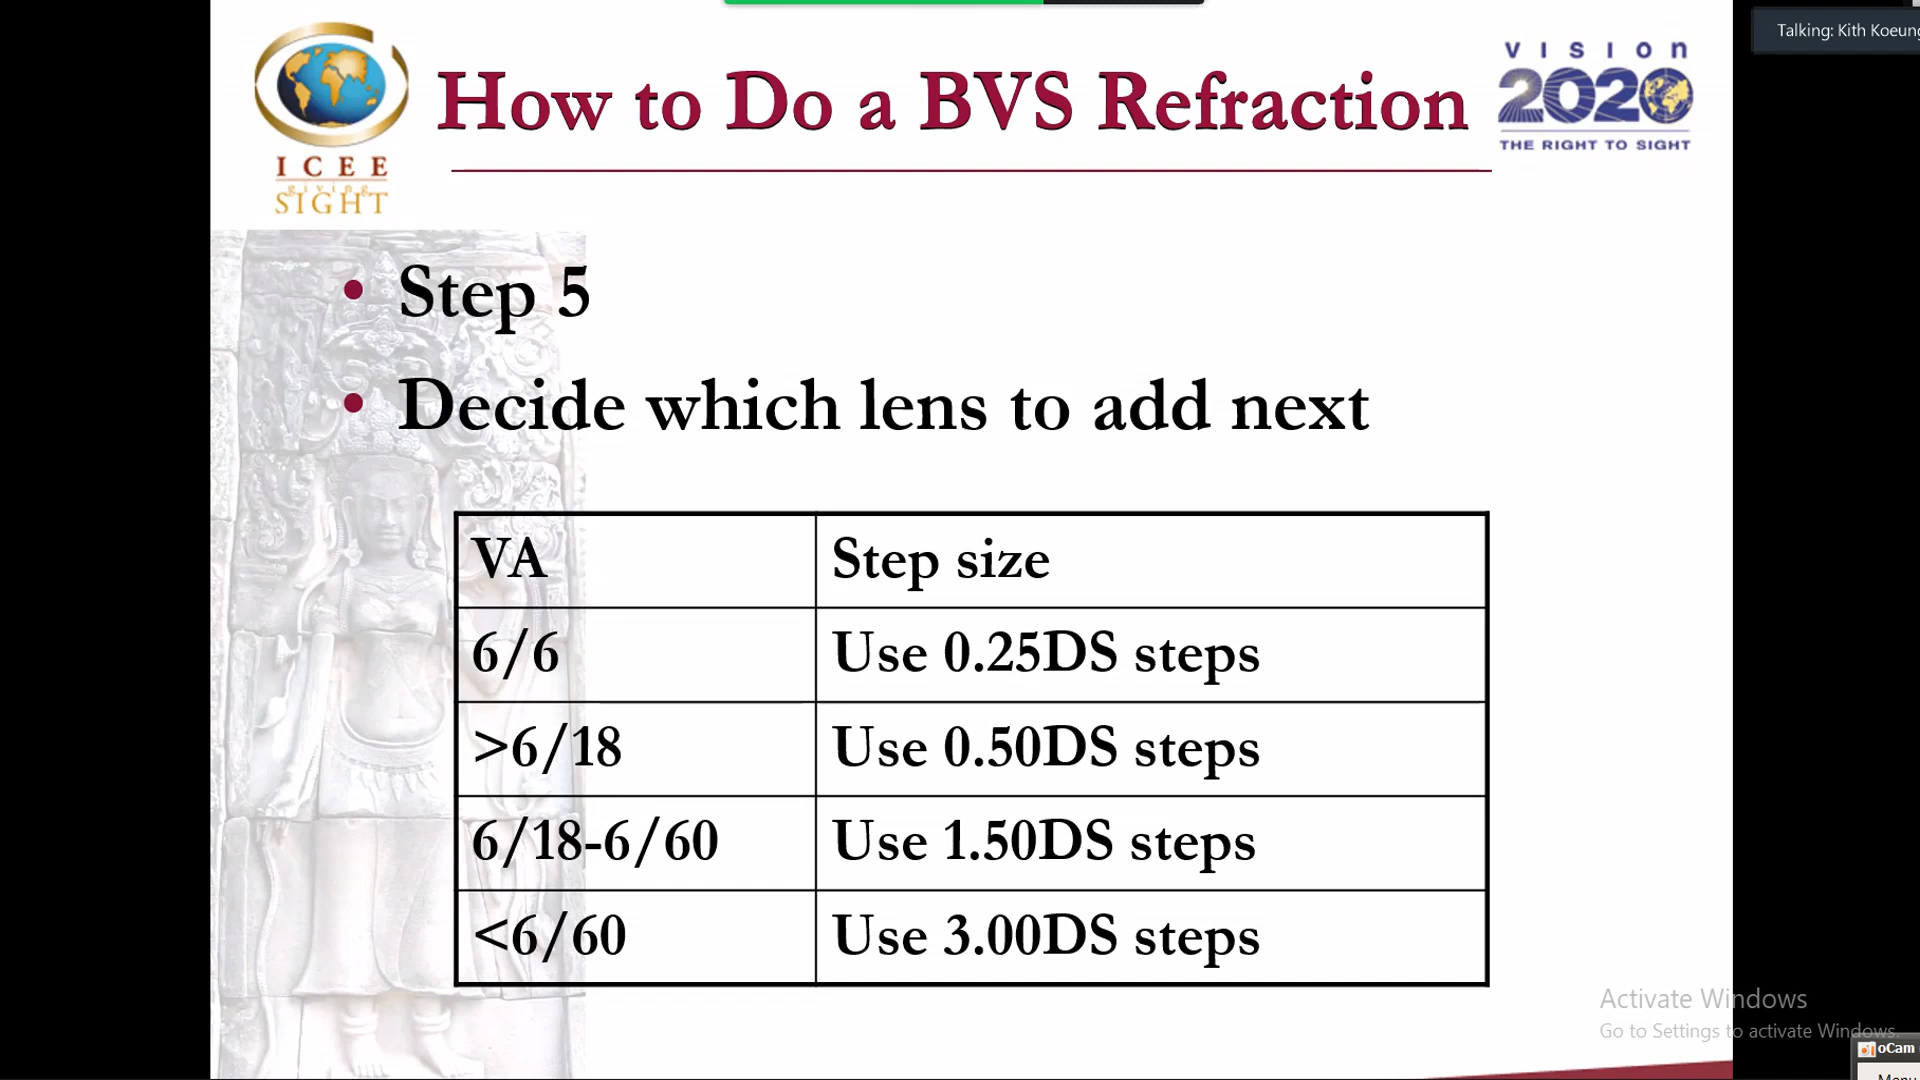 Talking: Kith Koeung
How to Do a BVS Refraction
VISION
2020
THE RIGHT TO SIGHT
ICEE
giving
SIGHT
• Step 5
• Decide which lens to add next
VA Step size
6/6 Use 0.25DS steps
>6/18 Use 0.50DS steps
6/18-6/60 Use 1.50DS steps
<6/60 Use 3.00DS steps
Activate Windows
Go to Settings to activate Windows.
oCam